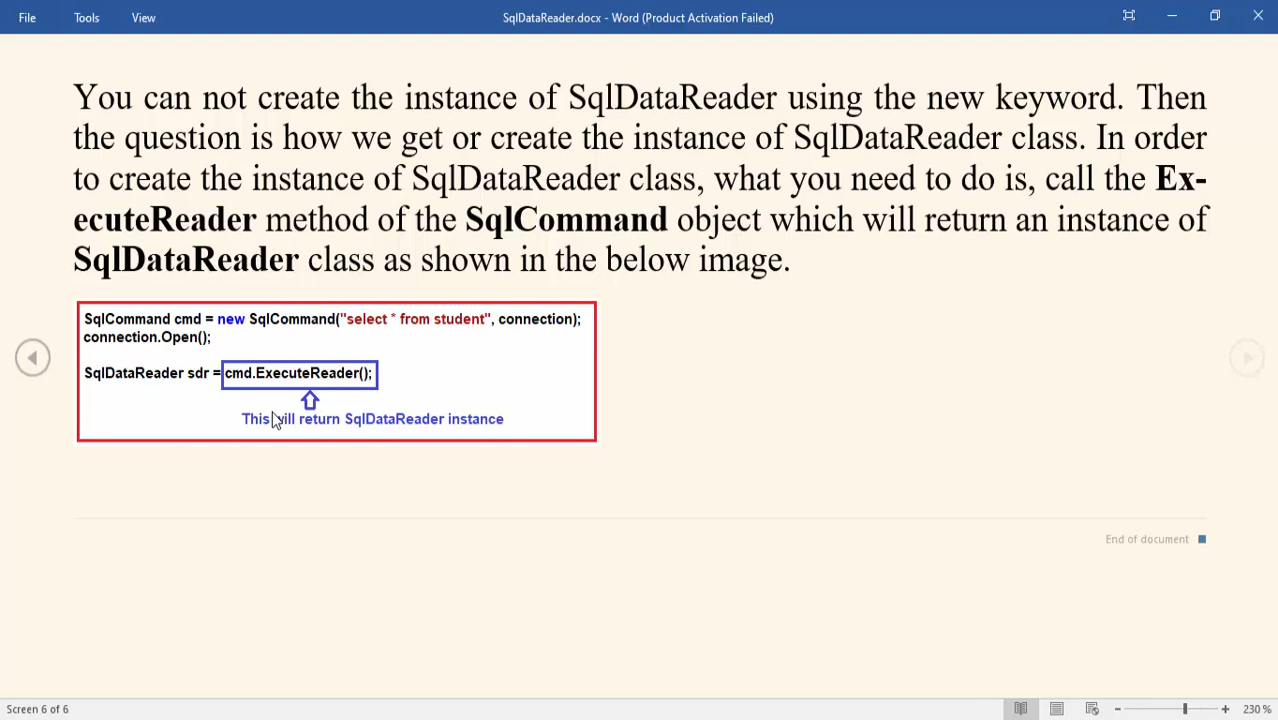 File Tools View SqlDataReader.docx - Word (Product Activation Failed)
You can not create the instance of SqlDataReader using the new keyword. Then
the question is how we get or create the instance of SqlDataReader class. In order
to create the instance of SqlDataReader class, what you need to do is, call the Ex-
ecuteReader method of the SqlCommand object which will return an instance of
SqlDataReader class as shown in the below image.
SqlCommand cmd = new SqlCommand("select * from student", connection);
connection.Open();
SqlDataReader sdr = cmd.ExecuteReader();
This will return SqlDataReader instance
End of document
Screen 6 of 6 230 %